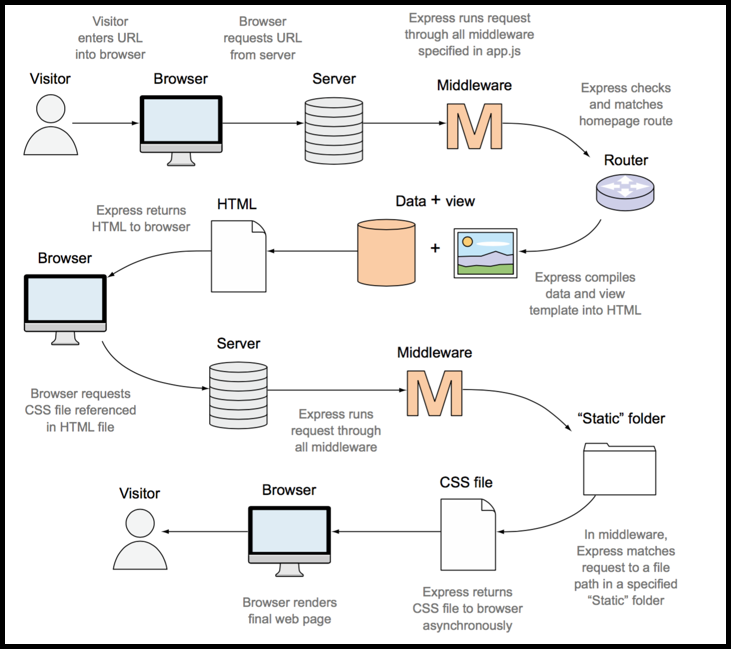 Visitor
enters URL
into browser
Browser
requests URL
from server
Express runs request
through all middleware
specified in app.js
Visitor
Browser
Server
Middleware
M
Express checks
and matches
homepage route
Router
Data + view
+
HTML
Express returns
HTML to browser
Browser
Express compiles
data and view
template into HTML
Server
Middleware
M
Browser requests
CSS file referenced
in HTML file
Express runs
request through
all middleware
“Static” folder
CSS file
Browser
Visitor
In middleware,
Express matches
request to a file
path in a specified
“Static” folder
Express returns
CSS file to browser
asynchronously
Browser renders
final web page